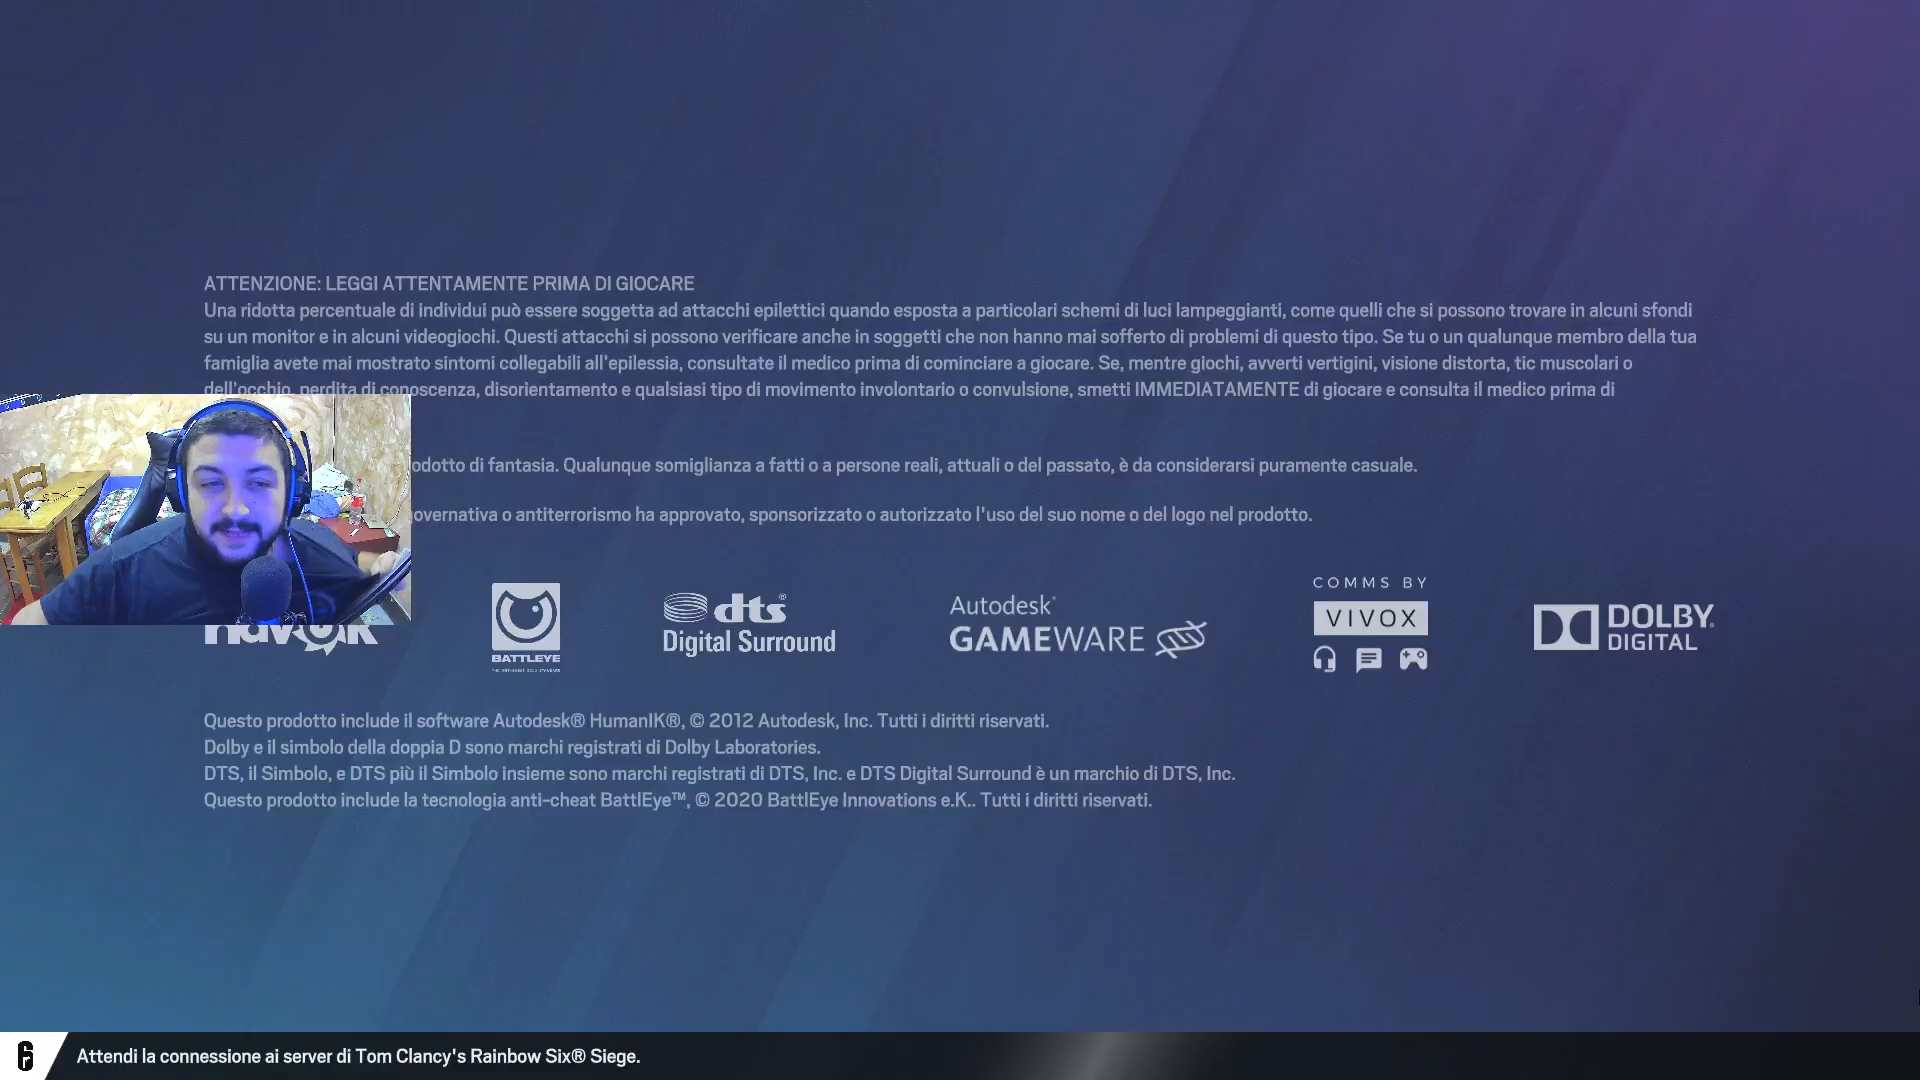 ATTENZIONE: LEGGI ATTENTAMENTE PRIMA DI GIOCARE
Una ridotta percentuale di individui può essere soggetta ad attacchi epilettici quando esposta a particolari schemi di luci lampeggianti, come quelli che si possono trovare in alcuni sfondi
su un monitor e in alcuni videogiochi. Questi attacchi si possono verificare anche in soggetti che non hanno mai sofferto di problemi di questo tipo. Se tu o un qualunque membro della tua
famiglia avete mai mostrato sintomi collegabili all'epilessia, consultate il medico prima di cominciare a giocare. Se, mentre giochi, avverti vertigini, visione distorta, tic muscolari o
dell'occhio, perdita di conoscenza, disorientamento e qualsiasi tipo di movimento involontario o convulsione, smetti IMMEDIATAMENTE di giocare e consulta il medico prima di
odotto di fantasia. Qualunque somiglianza a fatti o a persone reali, attuali o del passato, è da considerarsi puramente casuale.
overnativa o antiterrorismo ha approvato, sponsorizzato o autorizzato l'uso del suo nome o del logo nel prodotto.
BATTLEYE
dts
Digital Surround
Autodesk®
GAMEWARE
COMMS BY
VIVOX
DOLBY®
DIGITAL
Questo prodotto include il software Autodesk® HumanIK®, © 2012 Autodesk, Inc. Tutti i diritti riservati.
Dolby e il simbolo della doppia D sono marchi registrati di Dolby Laboratories.
DTS, il Simbolo, e DTS più il Simbolo insieme sono marchi registrati di DTS, Inc. e DTS Digital Surround è un marchio di DTS, Inc.
Questo prodotto include la tecnologia anti-cheat BattlEye™, © 2020 BattlEye Innovations e.K.. Tutti i diritti riservati.
6 Attendi la connessione ai server di Tom Clancy's Rainbow Six® Siege.